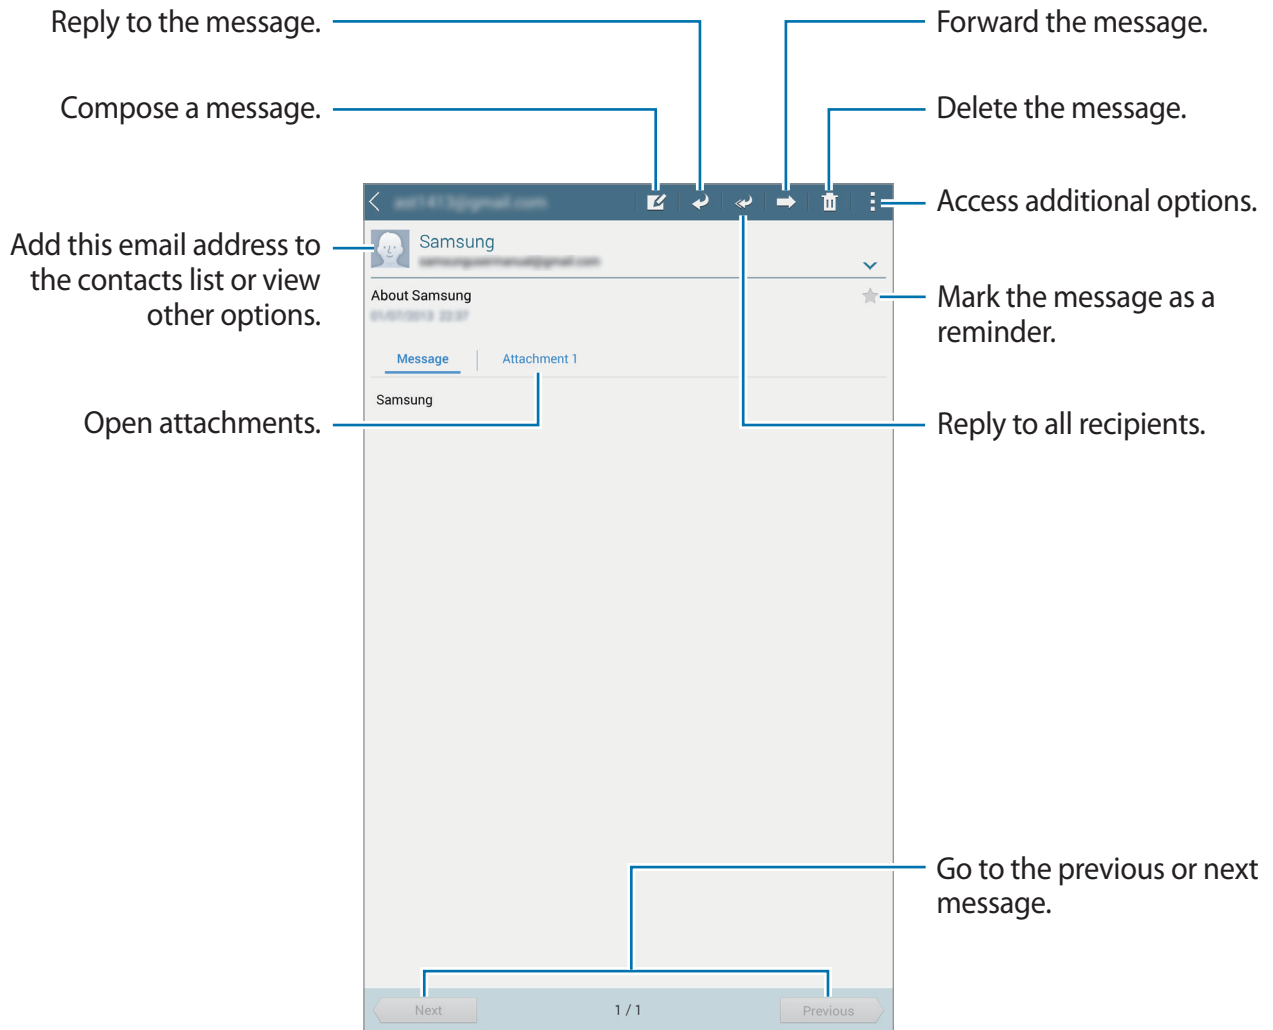 Reply to the message.
Forward the message.
Compose a message.
Delete the message.
Access additional options.
Add this email address to
the contacts list or view
other options.
Samsung
About Samsung
Mark the message as a
reminder.
Message
Attachment 1
Samsung
Open attachments.
Reply to all recipients.
Go to the previous or next
message.
Next
1 / 1
Previous